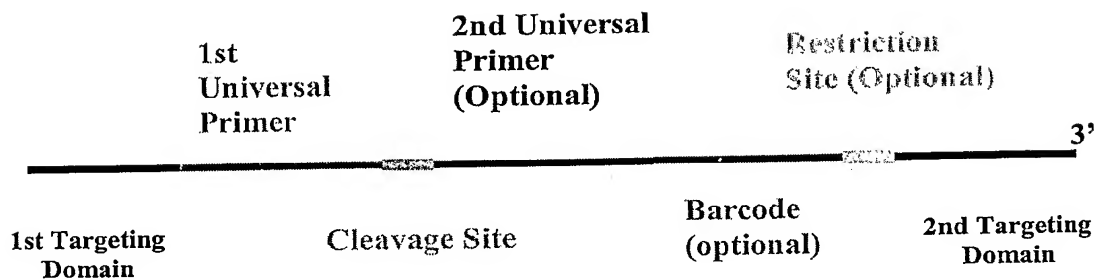 1st
Universal
Primer
2nd Universal
Primer
(Optional)
Restriction
Site (Optional)
3'
1st Targeting
Domain
Cleavage Site
Barcode
(optional)
2nd Targeting
Domain